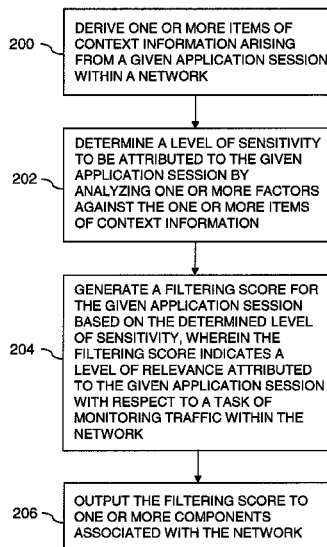 200
DERIVE ONE OR MORE ITEMS OF
CONTEXT INFORMATION ARISING
FROM A GIVEN APPLICATION SESSION
WITHIN A NETWORK
202
DETERMINE A LEVEL OF SENSITIVITY
TO BE ATTRIBUTED TO THE GIVEN
APPLICATION SESSION BY
ANALYZING ONE OR MORE FACTORS
AGAINST THE ONE OR MORE ITEMS
OF CONTEXT INFORMATION
204
GENERATE A FILTERING SCORE FOR
THE GIVEN APPLICATION SESSION
BASED ON THE DETERMINED LEVEL
OF SENSITIVITY, WHEREIN THE
FILTERING SCORE INDICATES A
LEVEL OF RELEVANCE ATTRIBUTED
TO THE GIVEN APPLICATION SESSION
WITH RESPECT TO A TASK OF
MONITORING TRAFFIC WITHIN THE
NETWORK
206
OUTPUT THE FILTERING SCORE TO
ONE OR MORE COMPONENTS
ASSOCIATED WITH THE NETWORK